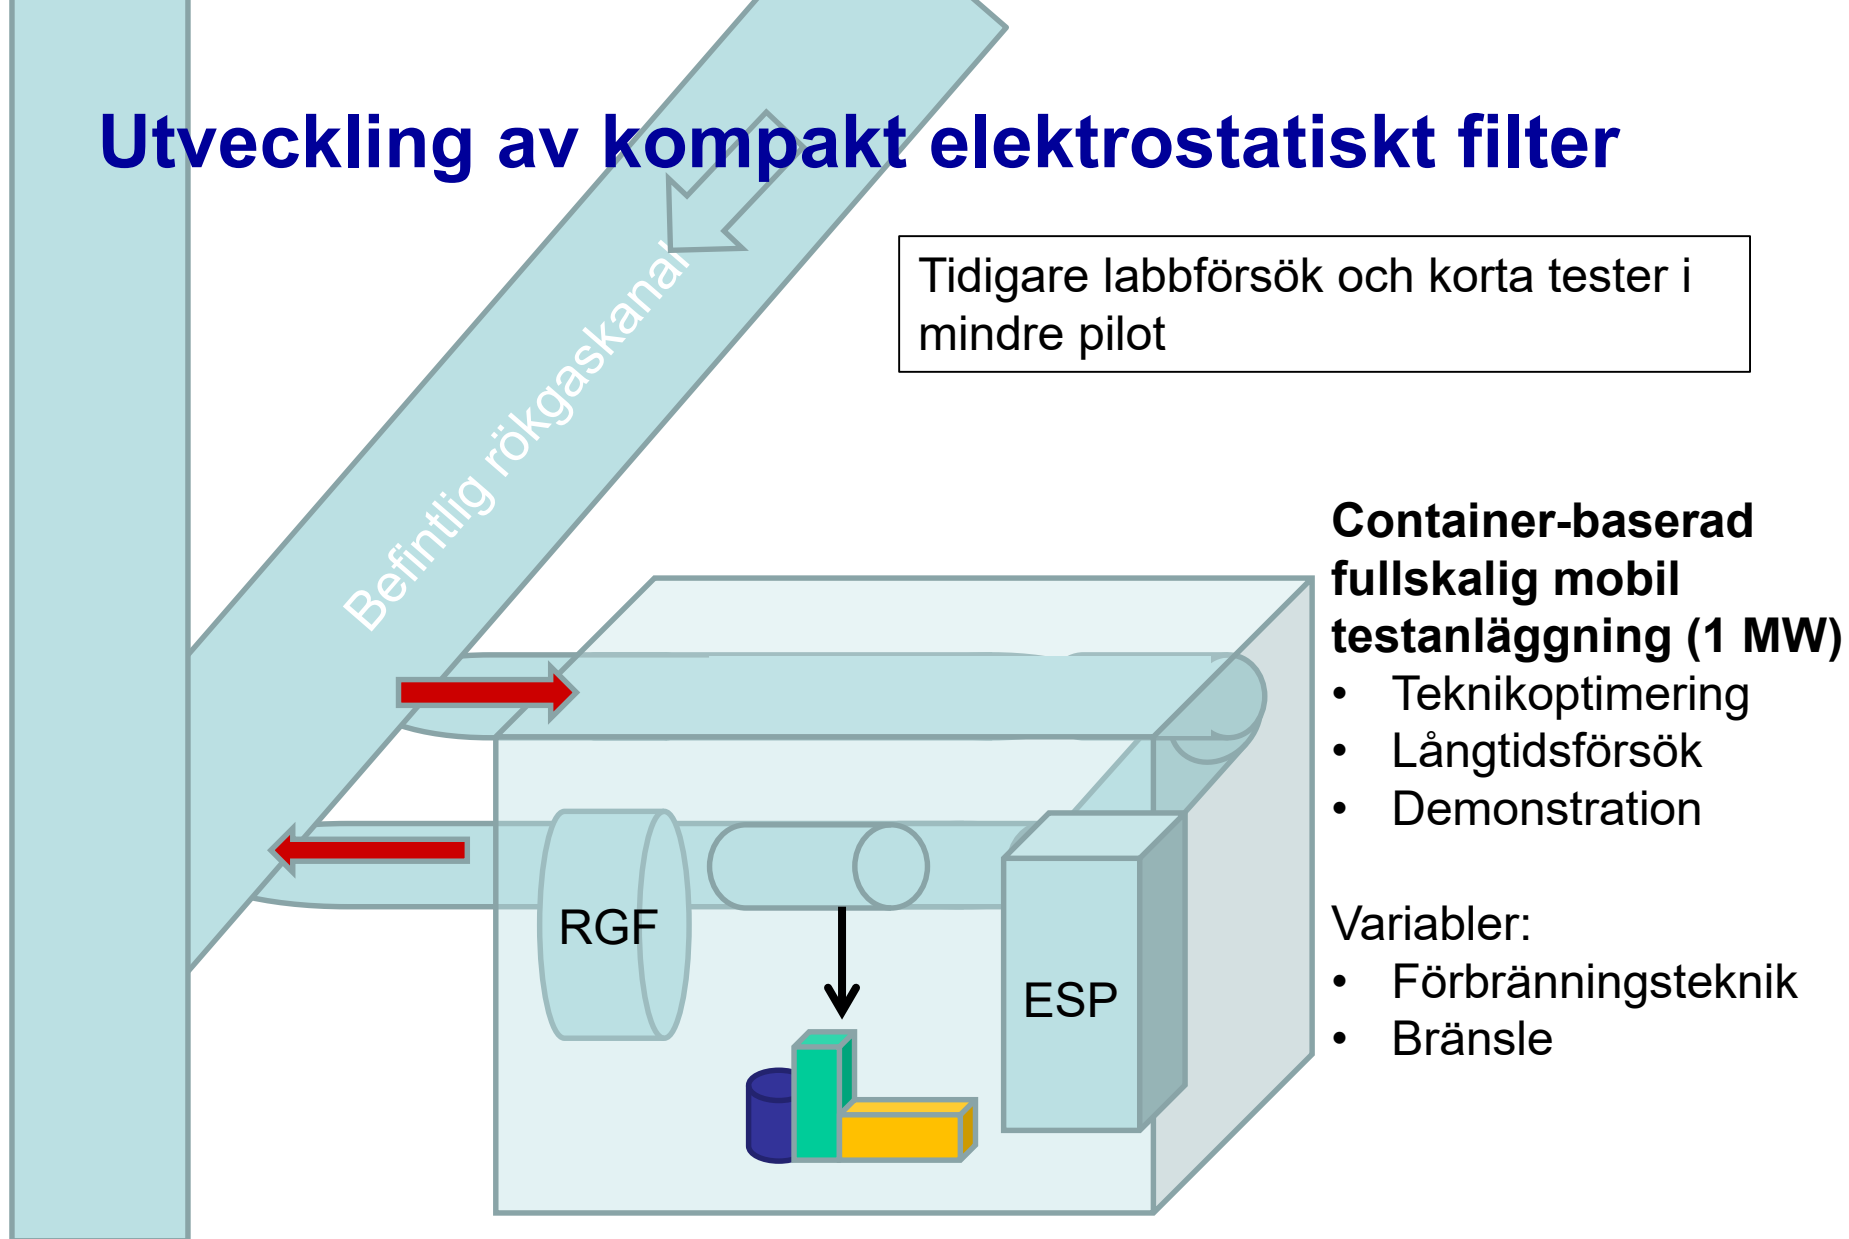 Utveckling av kompakt elektrostatiskt filter
Tidigare labbförsök och korta tester i
mindre pilot
Befintlig rökgaskanal
Container-baserad
fullskalig mobil
testanläggning (1 MW)
• Teknikoptimering
• Långtidsförsök
• Demonstration
Variabler:
• Förbränningsteknik
• Bränsle
RGF
ESP